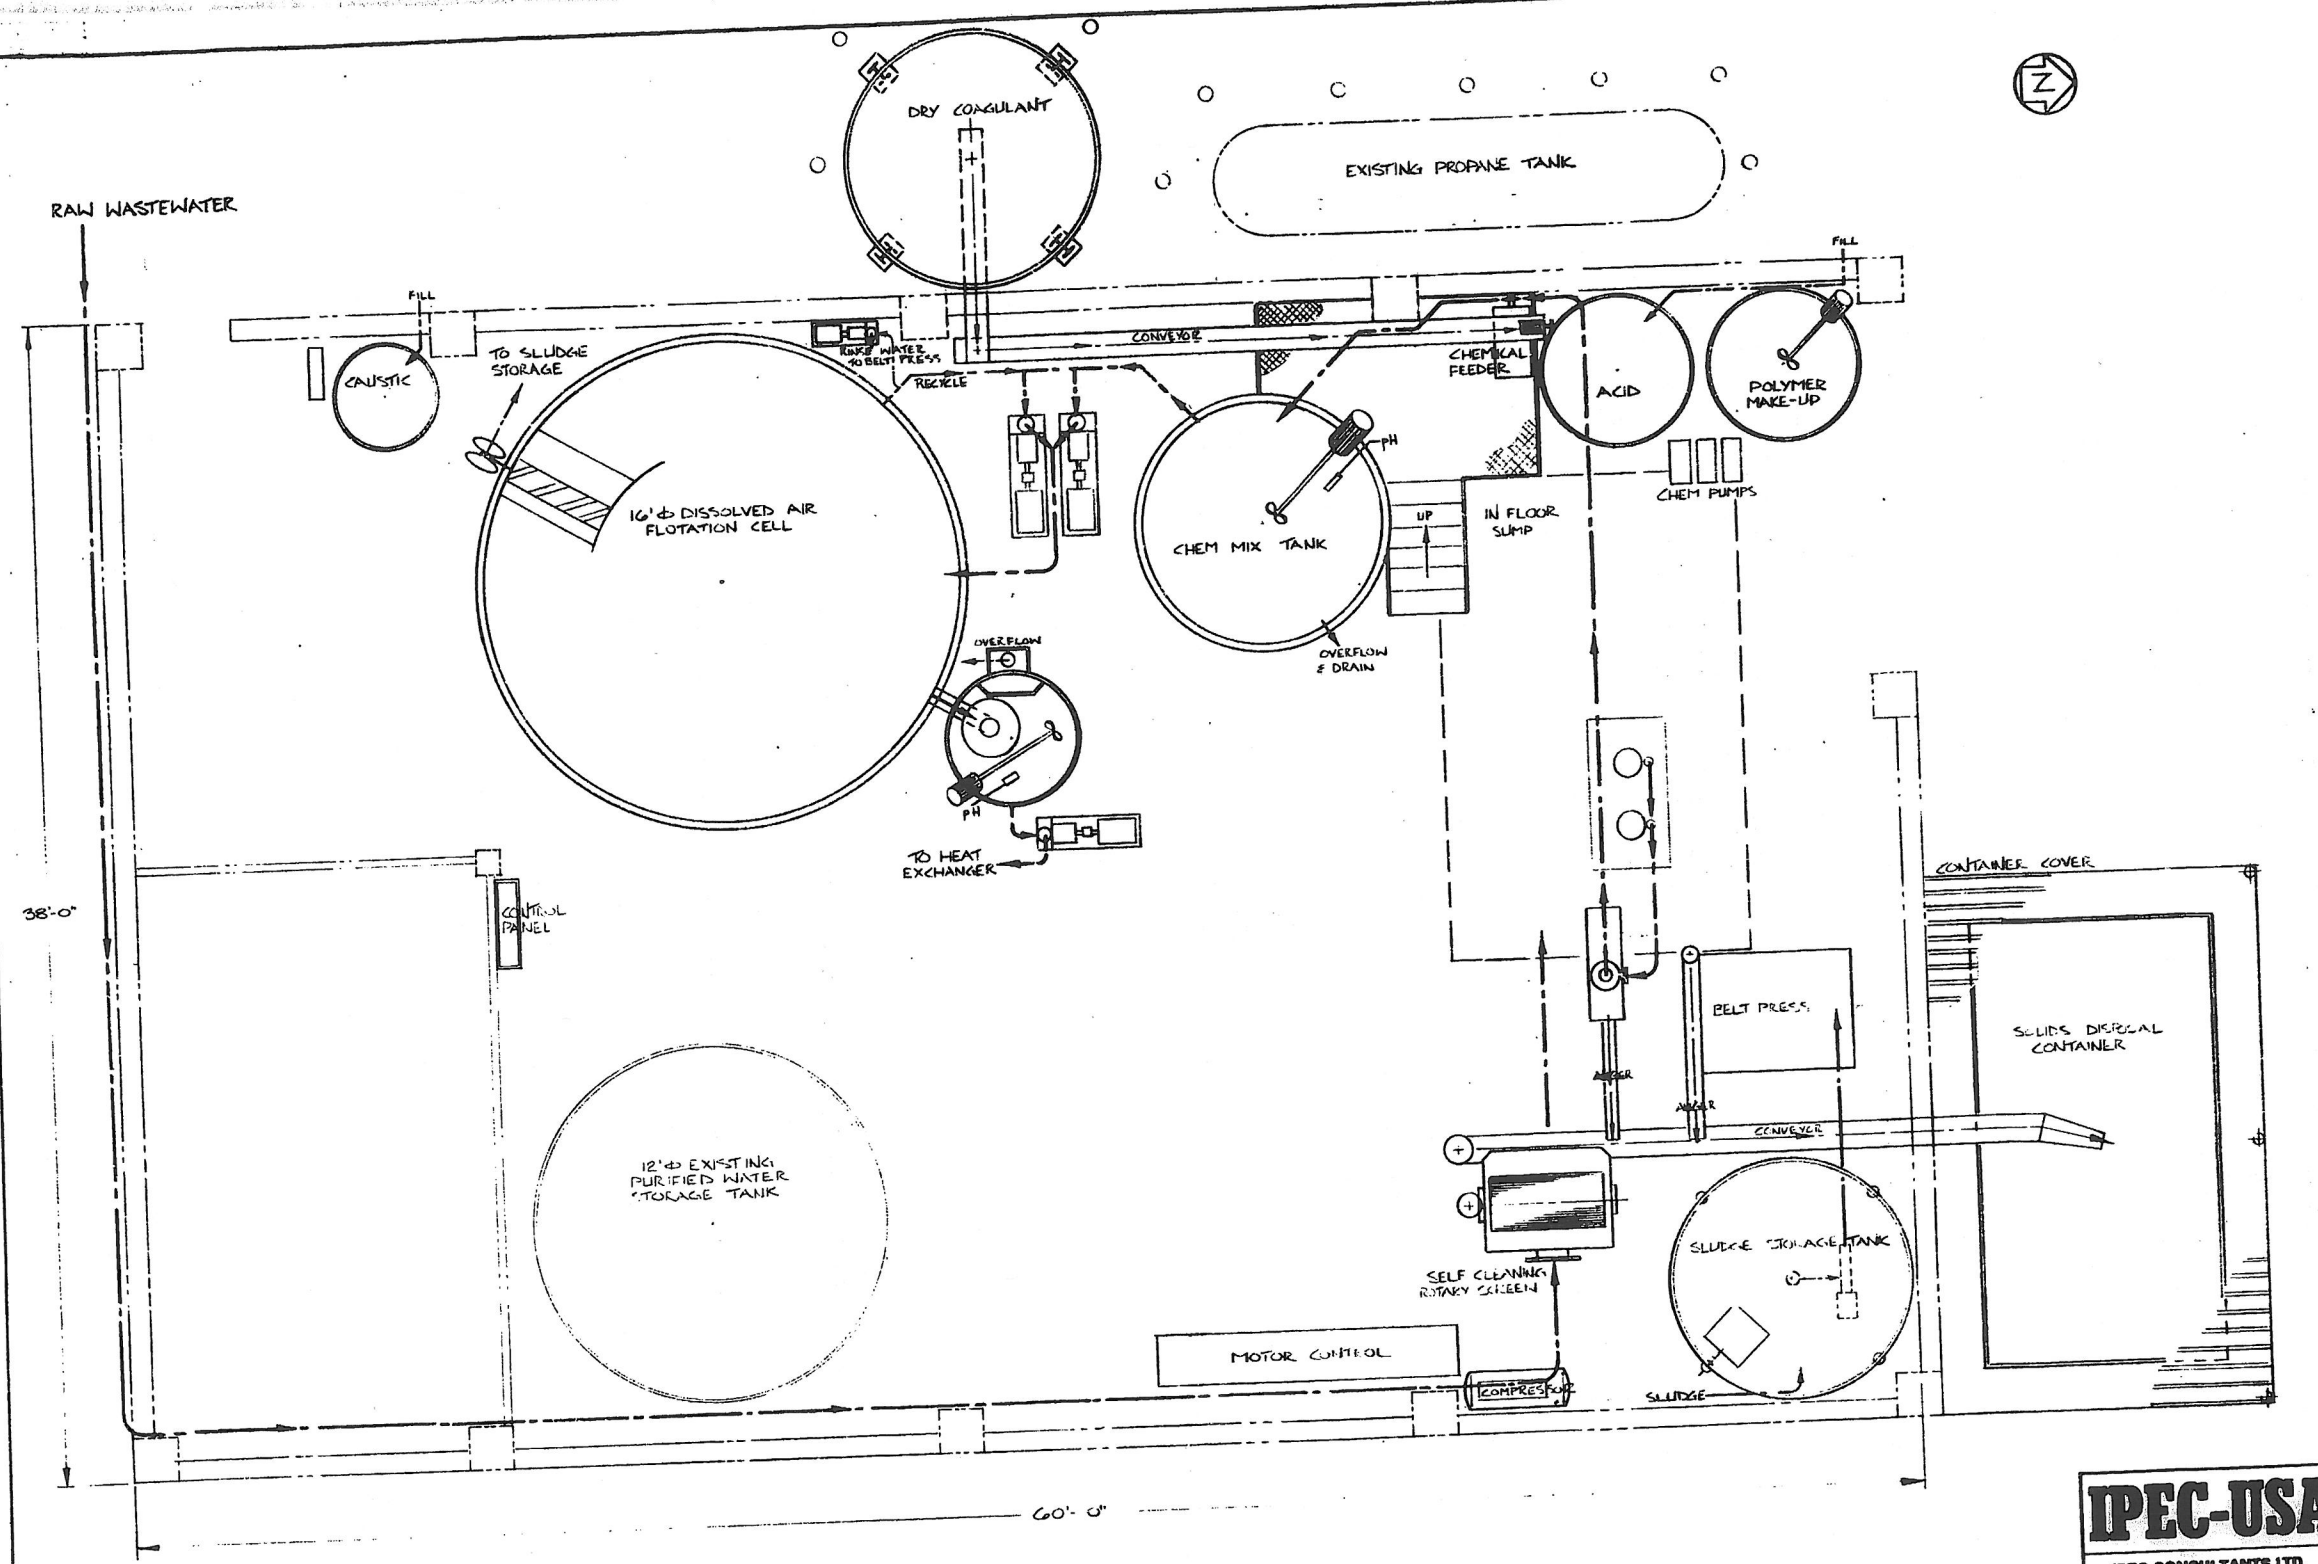 N
DRY COAGULANT
EXISTING PROPANE TANK
RAW WASTEWATER
FILL
FILL
CAUSTIC
TO SLUDGE
STORAGE
RINSE WATER
TO BELT PRESS
RECYCLE
CONVEYOR
CHEMICAL
FEEDER
ACID
POLYMER
MAKE-UP
pH
CHEM PUMPS
16'Φ DISSOLVED AIR
FLOTATION CELL
CHEM MIX TANK
UP
IN FLOOR
SUMP
OVERFLOW
OVERFLOW
& DRAIN
pH
TO HEAT
EXCHANGER
38'-0"
CONTROL
PANEL
CONTAINER COVER
BELT PRESS
SOLIDS DISPOSAL
CONTAINER
AUGER
AUGER
CONVEYOR
12'Φ EXISTING
PURIFIED WATER
STORAGE TANK
SLUDGE STORAGE TANK
SELF CLEANING
ROTARY SCREEN
MOTOR CONTROL
COMPRESSOR
SLUDGE
60'-0"
IPEC-USA